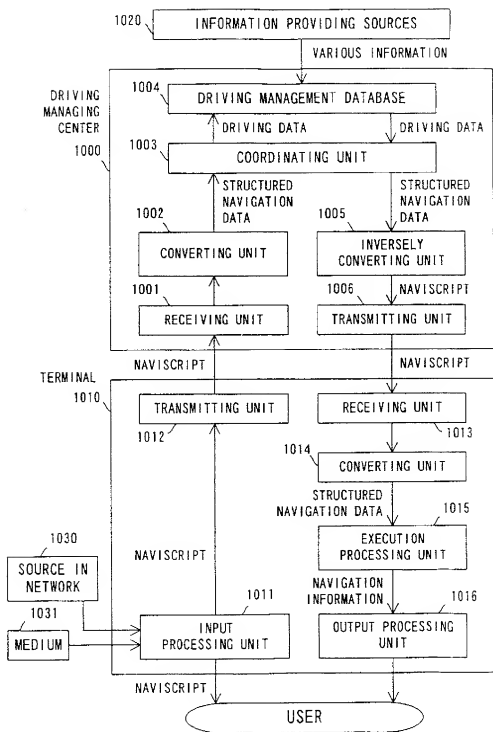 1020
INFORMATION PROVIDING SOURCES
VARIOUS INFORMATION
DRIVING
MANAGING
CENTER
1000
1004
DRIVING MANAGEMENT DATABASE
DRIVING DATA
DRIVING DATA
1003
COORDINATING UNIT
STRUCTURED
NAVIGATION
DATA
STRUCTURED
NAVIGATION
DATA
1002
CONVERTING UNIT
1005
INVERSELY
CONVERTING UNIT
1001
RECEIVING UNIT
NAVISCRIPT
1006
TRANSMITTING UNIT
NAVISCRIPT
NAVISCRIPT
TERMINAL
1010
TRANSMITTING UNIT
1012
RECEIVING UNIT
1013
1014
CONVERTING UNIT
STRUCTURED
NAVIGATION DATA
1015
EXECUTION
PROCESSING UNIT
NAVISCRIPT
NAVIGATION
INFORMATION
1030
SOURCE IN
NETWORK
1031
MEDIUM
1011
INPUT
PROCESSING UNIT
1016
OUTPUT PROCESSING
UNIT
NAVISCRIPT
USER